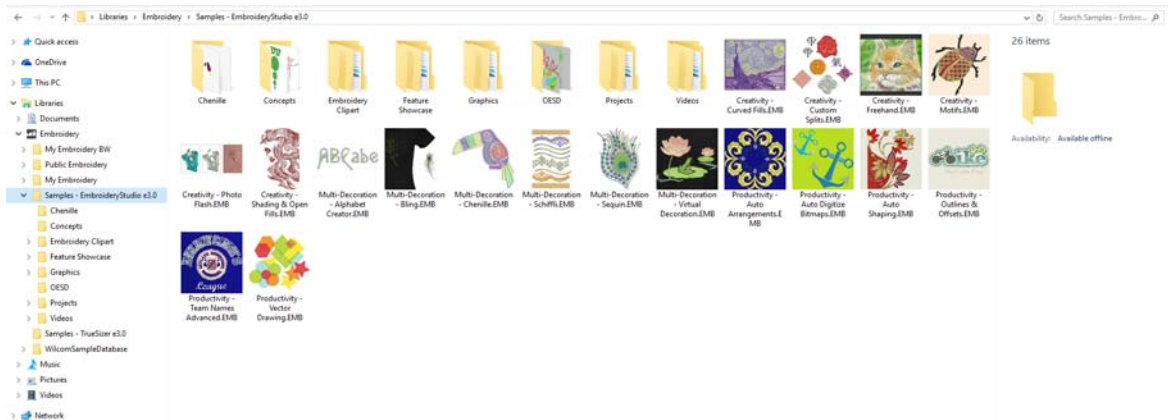 Libraries > Embroidery > Samples - EmbroideryStudio e3.0
Search Samples - Embro...
Quick access
OneDrive
This PC
Libraries
Documents
Embroidery
My Embroidery BW
Public Embroidery
My Embroidery
Samples - EmbroideryStudio e3.0
Chenille
Concepts
Embroidery Clipart
Feature Showcase
Graphics
OESD
Projects
Videos
Samples - TrueSizer e3.0
WilcomSampleDatabase
Music
Pictures
Videos
Network
Chenille
Concepts
Embroidery
Clipart
Feature
Showcase
Graphics
OESD
Projects
Videos
Creativity -
Curved Fills.EMB
Creativity -
Custom
Splits.EMB
Creativity -
Freehand.EMB
Creativity -
Motifs.EMB
Creativity - Photo
Flash.EMB
Creativity -
Shading & Open
Fills.EMB
ABCabe
Multi-Decoration
- Alphabet
Creator.EMB
Multi-Decoration
- Bling.EMB
Multi-Decoration
- Chenille.EMB
Multi-Decoration
- Schiffli.EMB
Multi-Decoration
- Sequin.EMB
Multi-Decoration
- Virtual
Decoration.EMB
Productivity -
Auto
Arrangements.E
MB
Productivity -
Auto Digitize
Bitmaps.EMB
Productivity -
Auto
Shaping.EMB
bike
Productivity -
Outlines &
Offsets.EMB
League
Productivity -
Team Names
Advanced.EMB
Productivity -
Vector
Drawing.EMB
26 items
Availability: Available offline